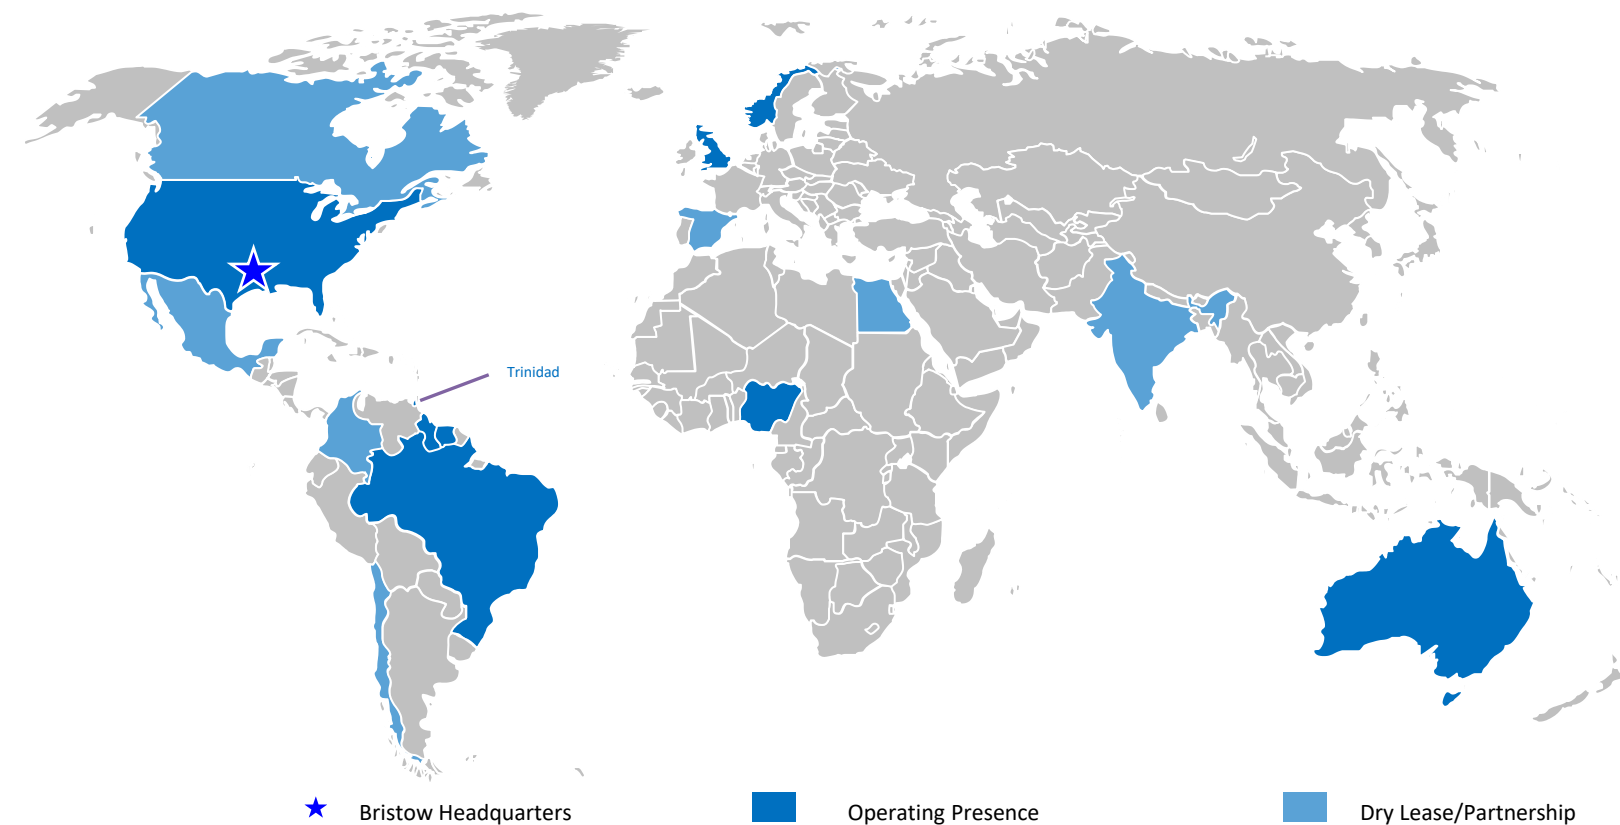 Trinidad
Bristow Headquarters
Operating Presence
Dry Lease/Partnership